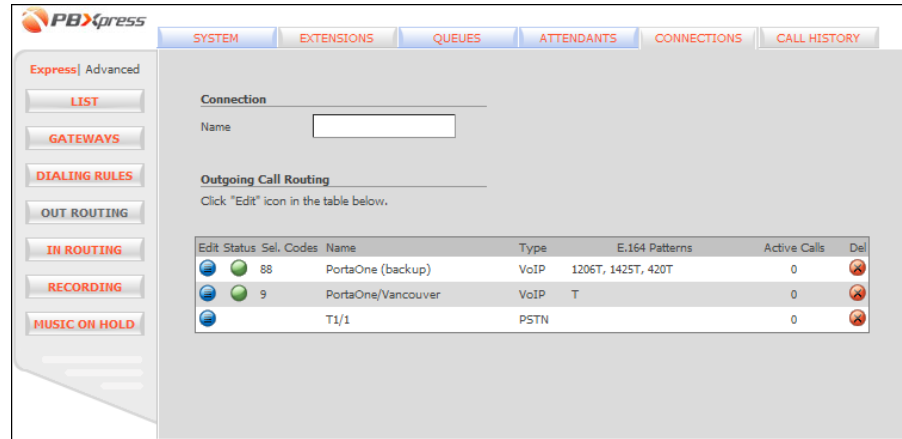 PBXpress
SYSTEM EXTENSIONS QUEUES ATTENDANTS CONNECTIONS CALL HISTORY
Express| Advanced
LIST
GATEWAYS
DIALING RULES
OUT ROUTING
IN ROUTING
RECORDING
MUSIC ON HOLD
Connection
Name
Outgoing Call Routing
Click "Edit" icon in the table below.
Edit Status Sel. Codes Name Type E.164 Patterns Active Calls Del
88 PortaOne (backup) VoIP 1206T, 1425T, 420T 0
9 PortaOne/Vancouver VoIP T 0
T1/1 PSTN 0